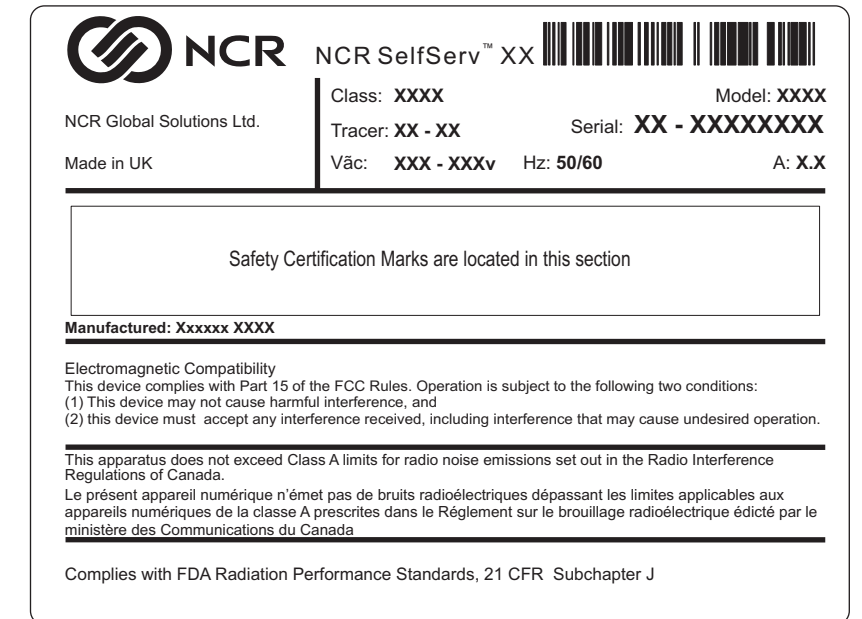 NCR NCR SelfServ™ XX
NCR Global Solutions Ltd.
Made in UK
Class: XXXX Model: XXXX
Tracer: XX - XX Serial: XX - XXXXXXXX
Vãc: XXX - XXXv Hz: 50/60 A: X.X
Safety Certification Marks are located in this section
Manufactured: Xxxxxx XXXX
Electromagnetic Compatibility
This device complies with Part 15 of the FCC Rules. Operation is subject to the following two conditions:
(1) This device may not cause harmful interference, and
(2) this device must accept any interference received, including interference that may cause undesired operation.
This apparatus does not exceed Class A limits for radio noise emissions set out in the Radio Interference
Regulations of Canada.
Le présent appareil numérique n’émet pas de bruits radioélectriques dépassant les limites applicables aux
appareils numériques de la classe A prescrites dans le Réglement sur le brouillage radioélectrique édicté par le
ministère des Communications du Canada
Complies with FDA Radiation Performance Standards, 21 CFR Subchapter J